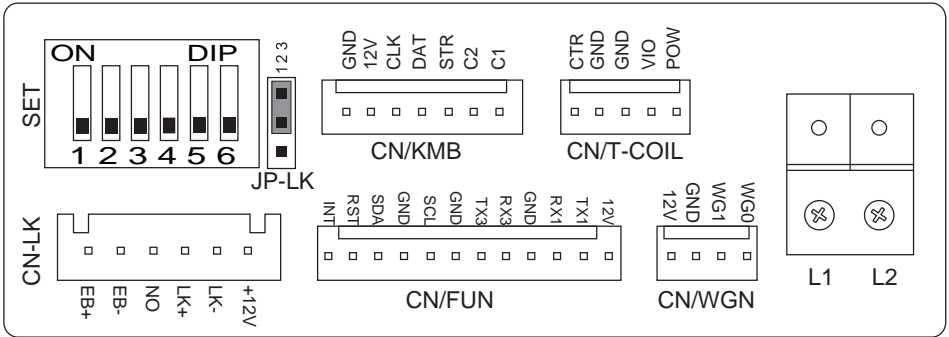 SET
ON DIP
1 2 3 4 5 6
1 2 3
JP-LK
GND 12V CLK DAT STR C2 C1
CN/KMB
CTR GND GND VIO POW
CN/T-COIL
CN-LK
EB+ EB- NO LK+ LK- +12V
INT RST SDA GND SCL GND TX3 RX3 GND RX1 TX1 12V
CN/FUN
12V GND WG1 WG0
CN/WGN
L1 L2